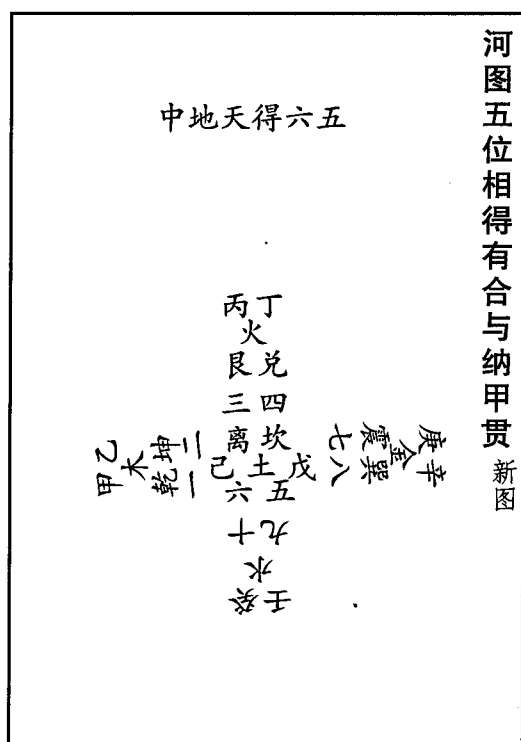 河图五位相得有合与纳甲贯
新图
五六得天地中
丙丁
火
艮兑
三四
离坎
己土戊
六五
甲乙
木
乾坤
一二
庚辛
金
震巽
七八
九十
水
壬癸